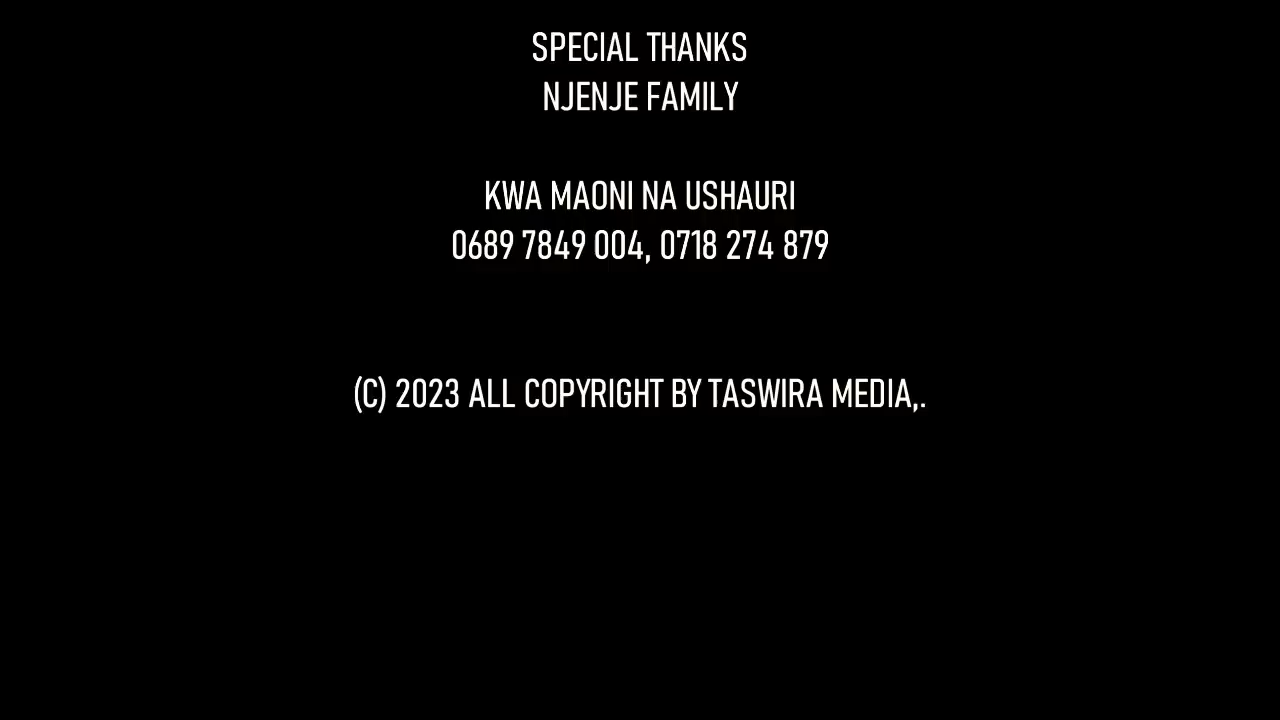 SPECIAL THANKS
NJENJE FAMILY
KWA MAONI NA USHAURI
0689 7849 004, 0718 274 879
(C) 2023 ALL COPYRIGHT BY TASWIRA MEDIA,.